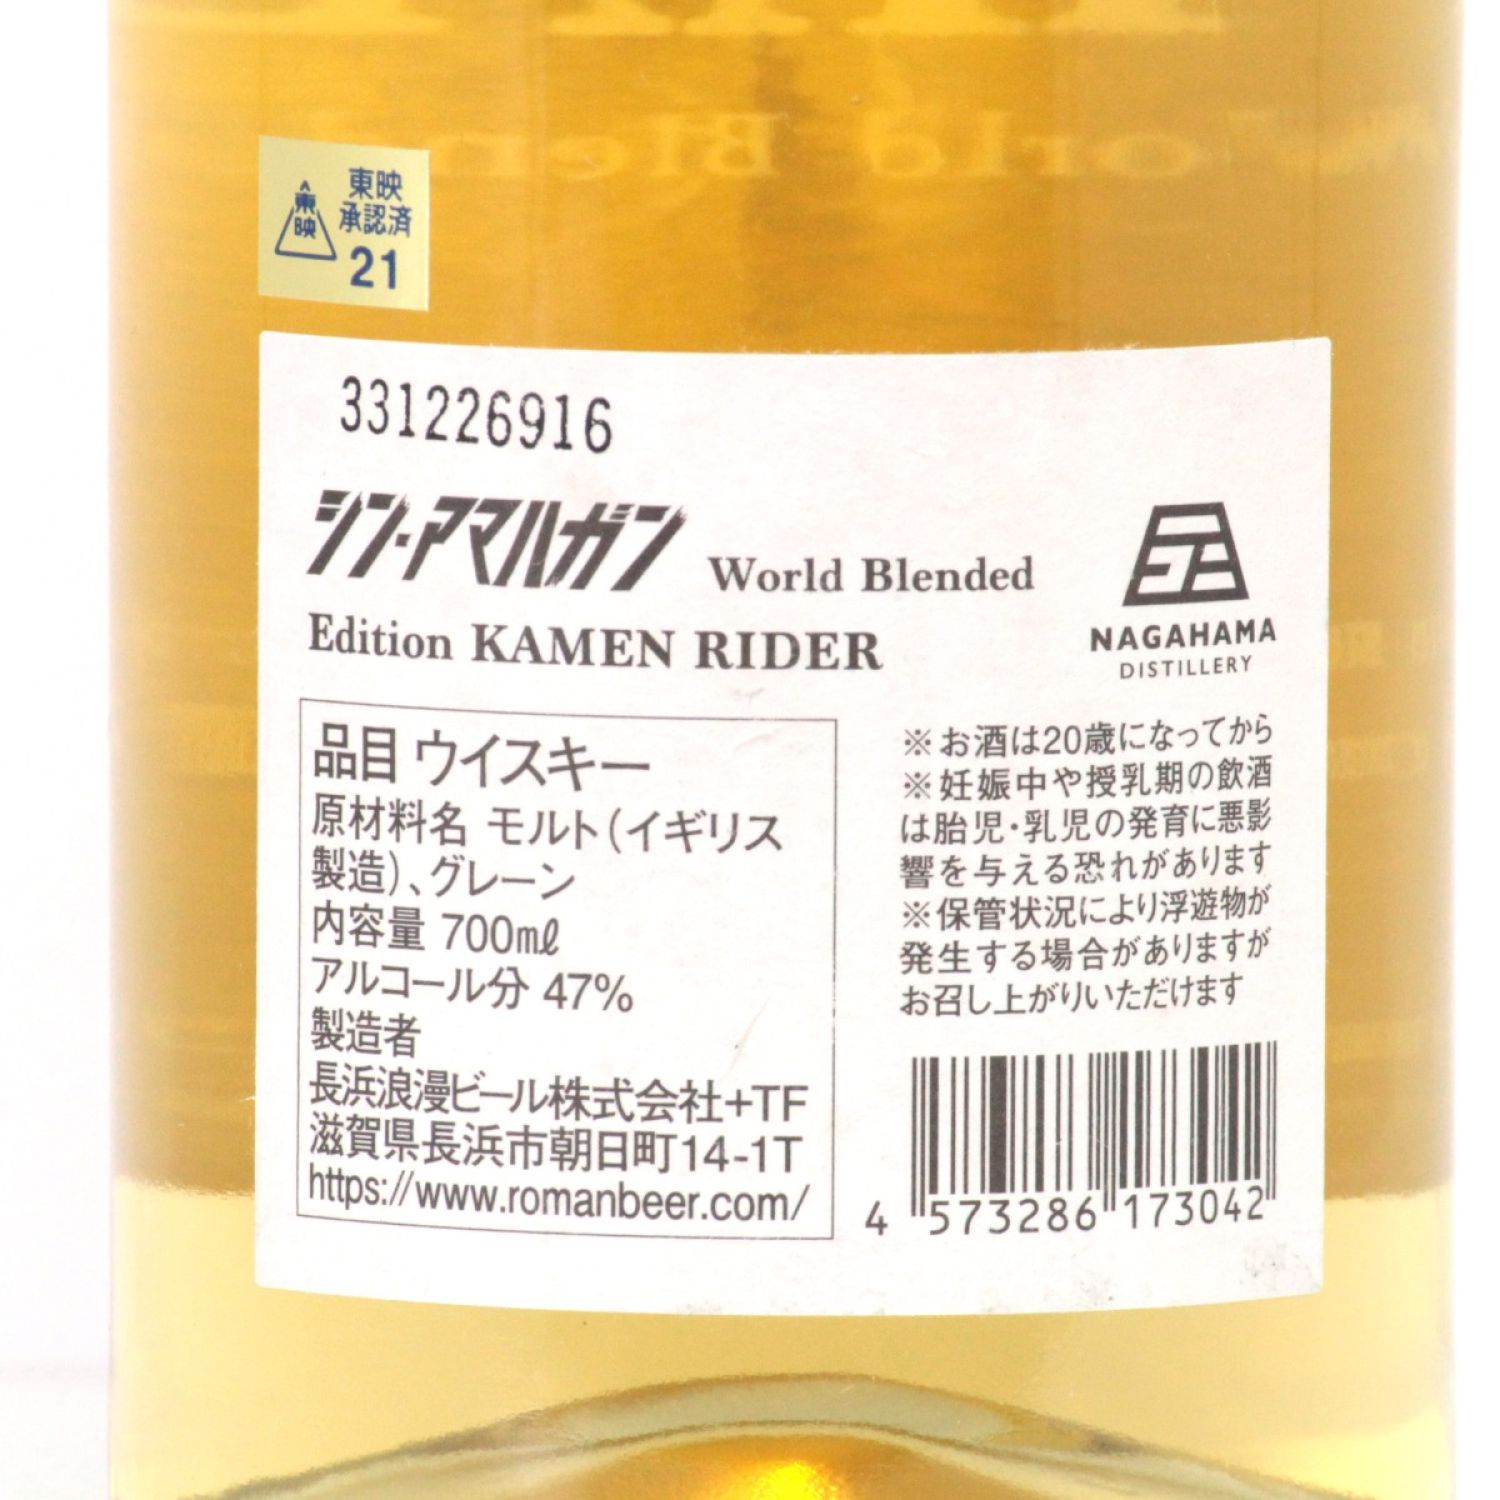 東映
東映
承認済
21
331226916
シン・アマルガン World Blended
Edition KAMEN RIDER
NAGAHAMA
DISTILLERY
品目 ウイスキー
原材料名 モルト（イギリス
製造）、グレーン
内容量 700㎖
アルコール分 47%
製造者
長浜浪漫ビール株式会社+TF
滋賀県長浜市朝日町14-1T
https://www.romanbeer.com/
※お酒は20歳になってから
※妊娠中や授乳期の飲酒
は胎児・乳児の発育に悪影
響を与える恐れがあります
※保管状況により浮遊物が
発生する場合がありますが
お召し上がりいただけます
4 573286 173042